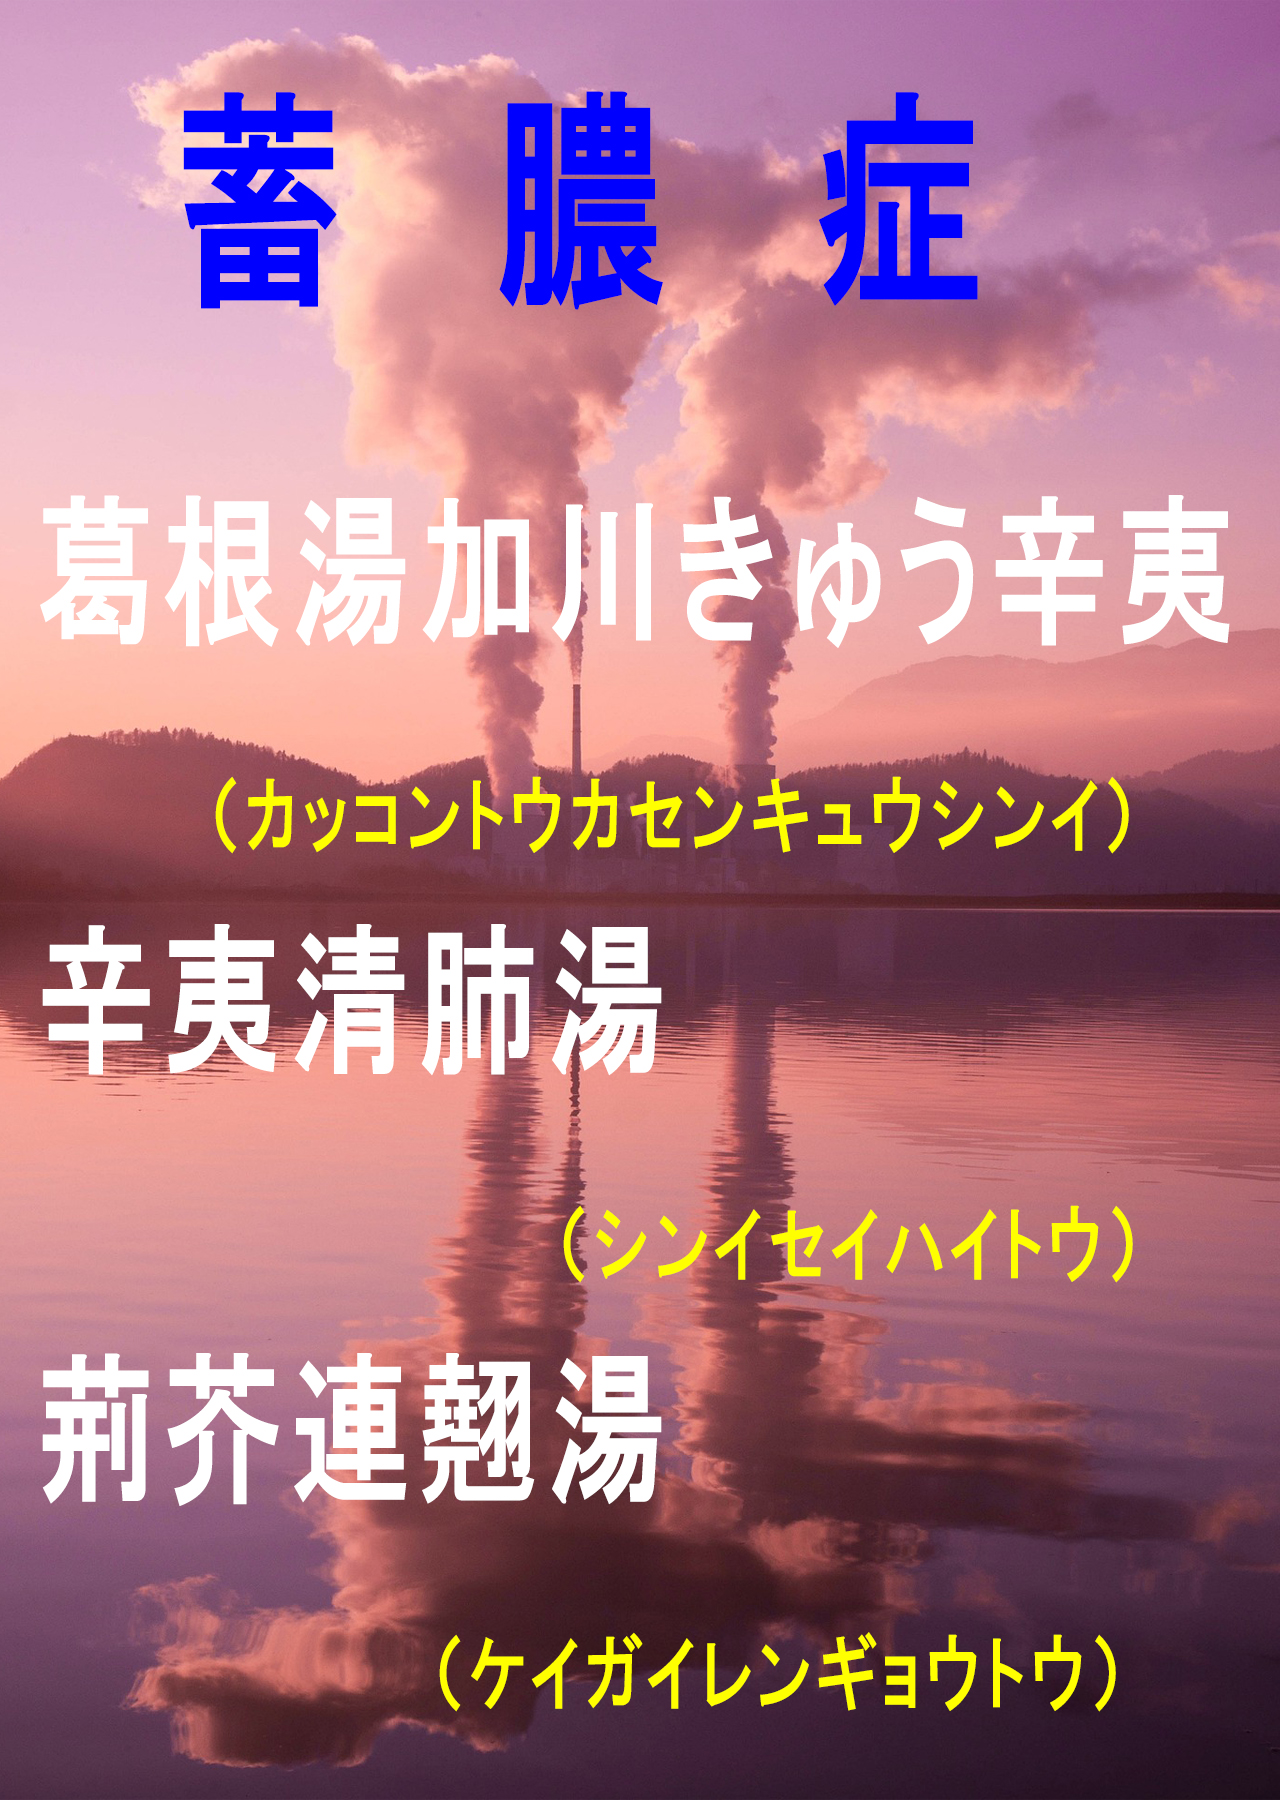 蓄膿症
葛根湯加川きゅう辛夷
（カッコントウカセンキュウシンイ）
辛夷清肺湯
（シンイセイハイトウ）
荊芥連翹湯
（ケイガイレンギョウトウ）